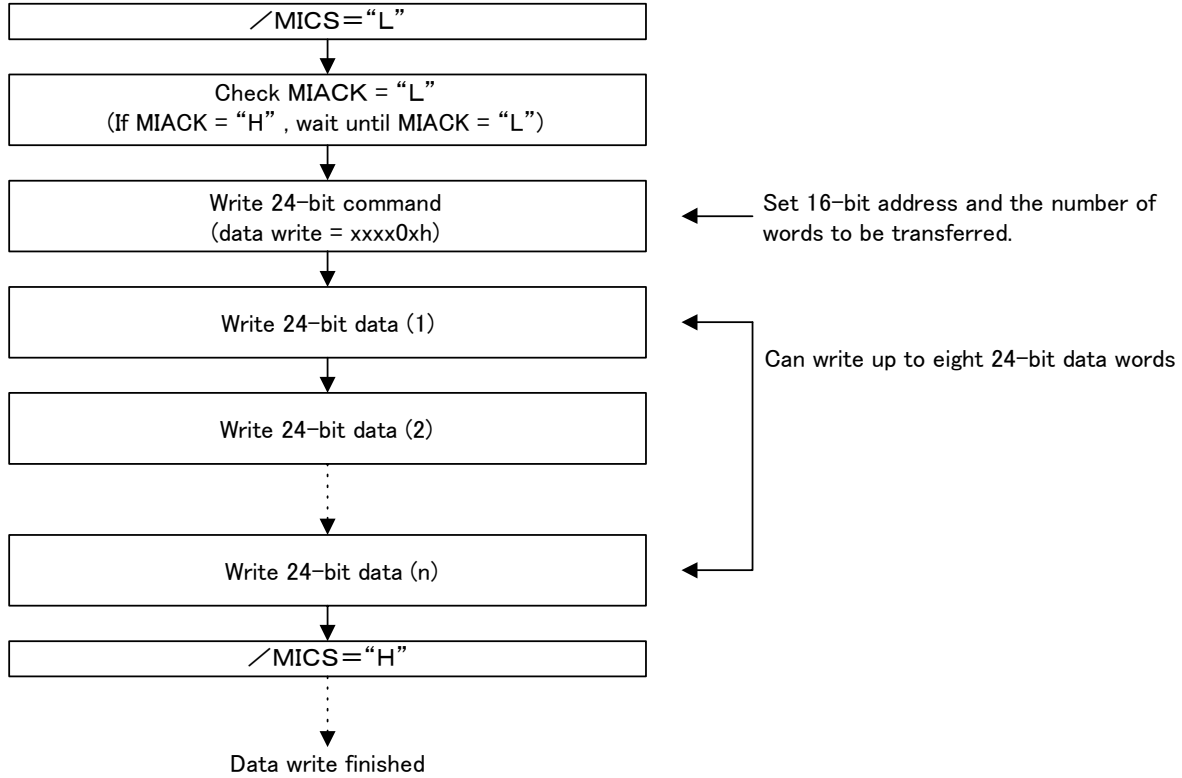 ／MICS＝“L”
Check MIACK = “L”
(If MIACK = “H” , wait until MIACK = “L”)
Write 24-bit command
(data write = xxxx0xh)
Set 16-bit address and the number of
words to be transferred.
Write 24-bit data (1)
Can write up to eight 24-bit data words
Write 24-bit data (2)
Write 24-bit data (n)
／MICS＝“H”
Data write finished